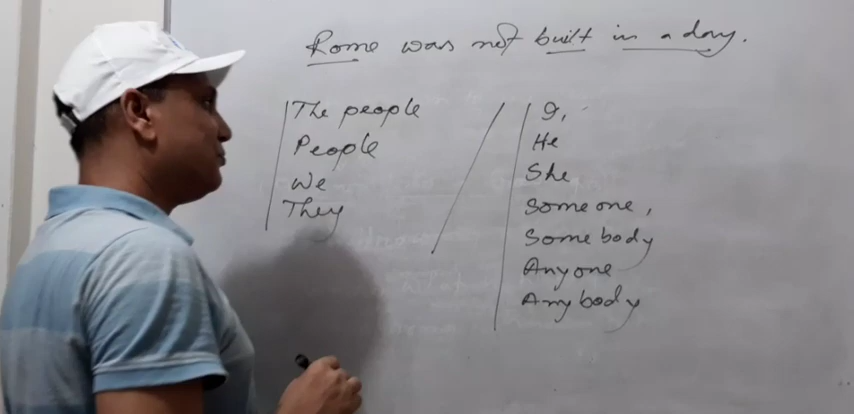 Rome was not built in a day.
The people
People
We
They
I,
He
She
Someone,
Somebody
Anyone
Anybody